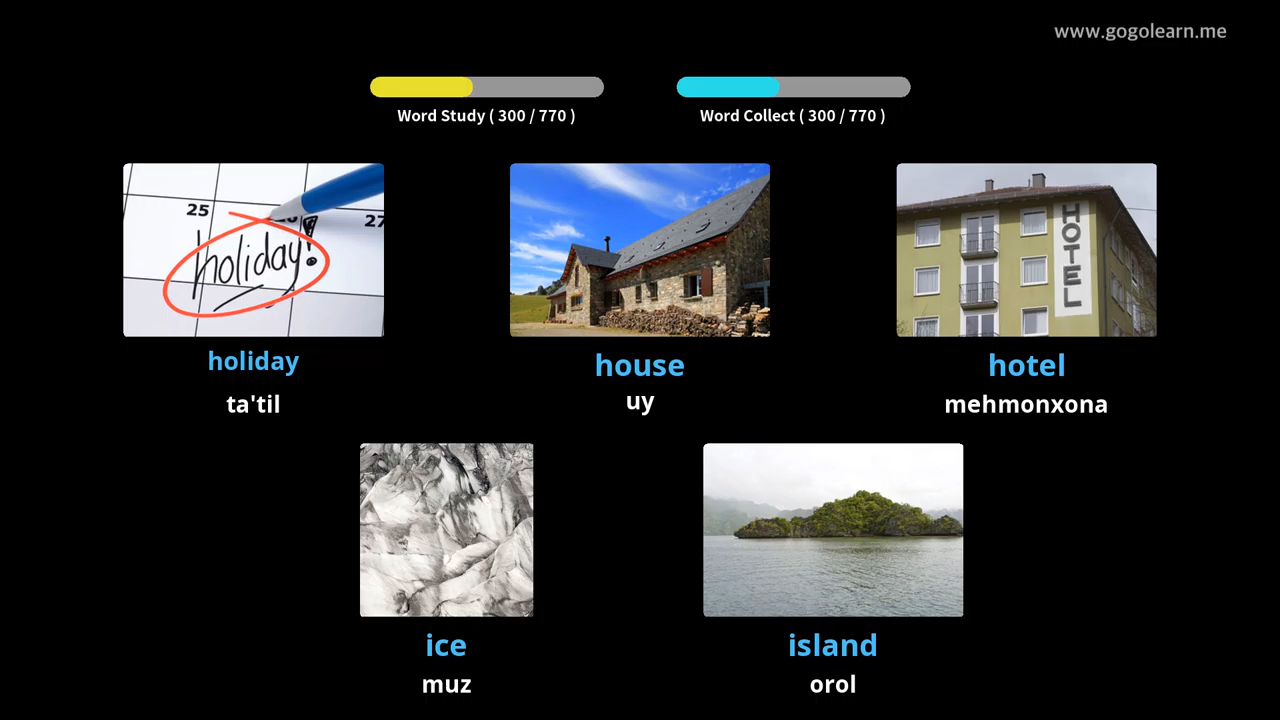 www.gogolearn.me
Word Study ( 300 / 770 )
Word Collect ( 300 / 770 )
25
27
holiday!
HOTEL
holiday
house
hotel
ta'til
uy
mehmonxona
ice
island
muz
orol